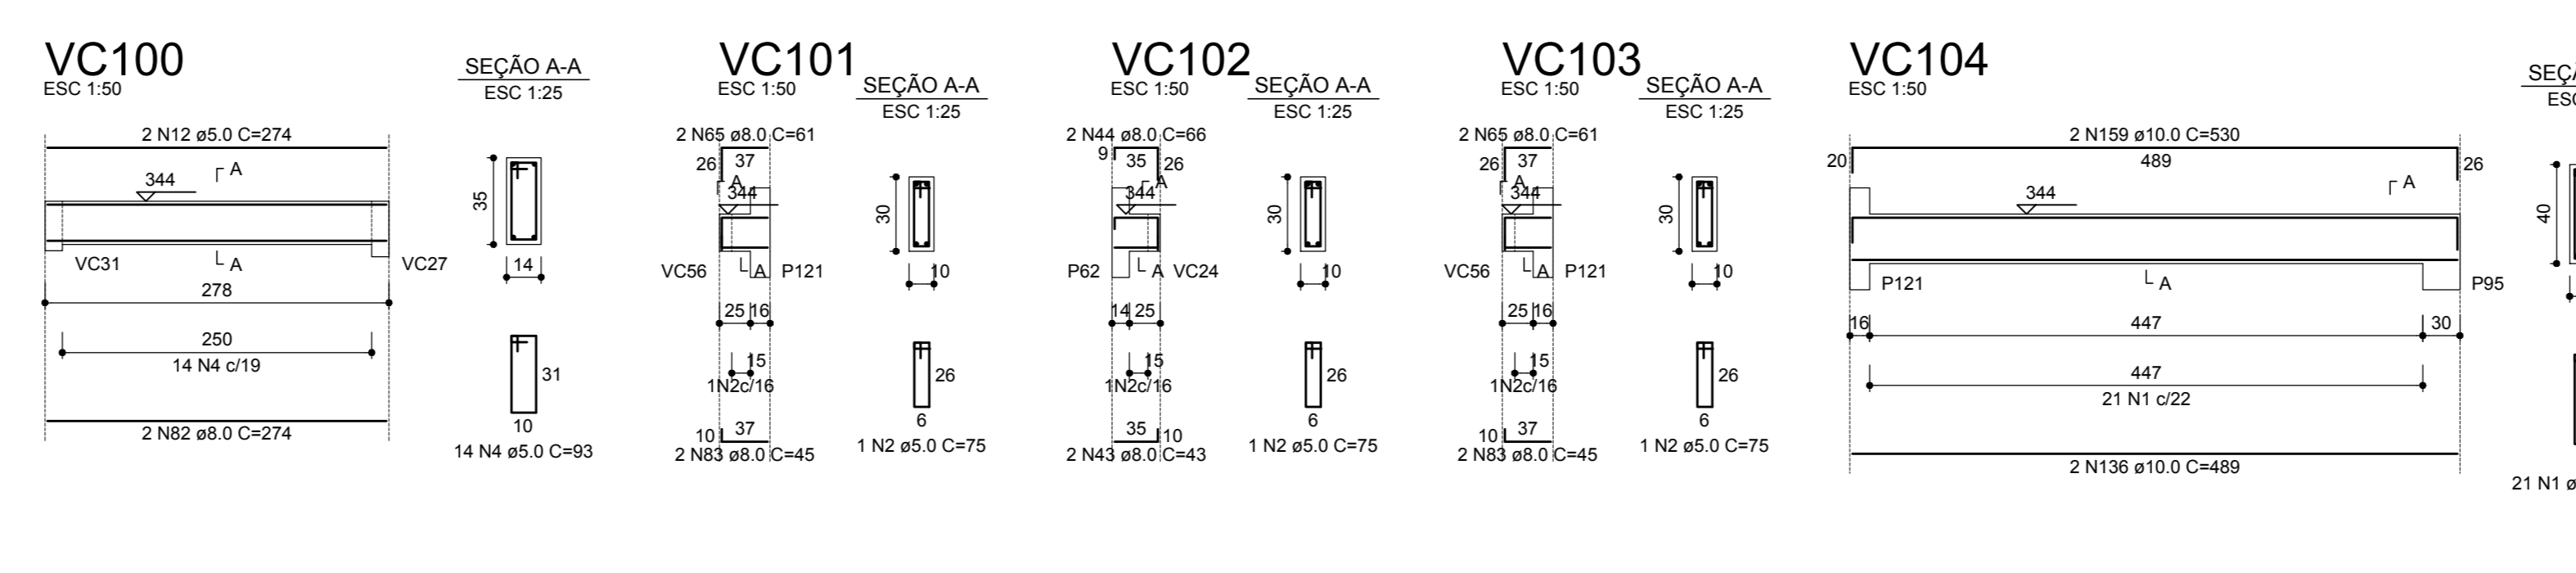 VC100
ESC 1:50
SEÇÃO A-A
ESC 1:25
2 N12 ø5.0 C=274
344
A
A
VC31
VC27
278
250
14 N4 c/19
2 N82 ø8.0 C=274
35
14
31
10
14 N4 ø5.0 C=93
VC101
ESC 1:50
SEÇÃO A-A
ESC 1:25
2 N65 ø8.0 C=61
26
37
A
344
VC56
A
P121
25
16
15
1N2c/16
10
37
2 N83 ø8.0 C=45
30
10
26
6
1 N2 ø5.0 C=75
VC102
ESC 1:50
SEÇÃO A-A
ESC 1:25
2 N44 ø8.0 C=66
9
35
26
A
344
P62
A
VC24
14
25
15
1N2c/16
35
10
2 N43 ø8.0 C=43
30
10
26
6
1 N2 ø5.0 C=75
VC103
ESC 1:50
SEÇÃO A-A
ESC 1:25
2 N65 ø8.0 C=61
26
37
A
344
VC56
A
P121
25
16
15
1N2c/16
10
37
2 N83 ø8.0 C=45
30
10
26
6
1 N2 ø5.0 C=75
VC104
ESC 1:50
2 N159 ø10.0 C=530
20
489
26
344
A
P121
A
P95
16
447
30
447
21 N1 c/22
2 N136 ø10.0 C=489
40
21 N1